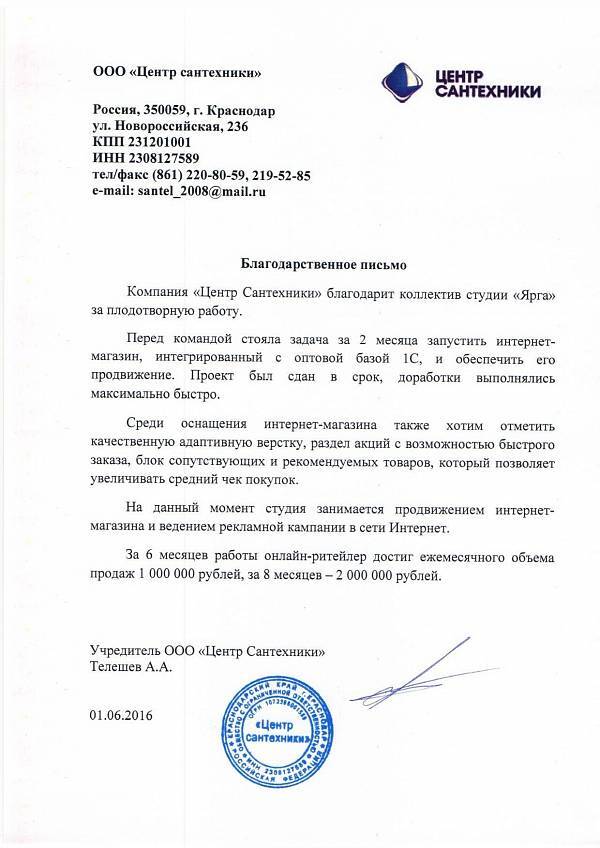 ООО «Центр сантехники»
ЦЕНТР
САНТЕХНИКИ
Россия, 350059, г. Краснодар
ул. Новороссийская, 236
КПП 231201001
ИНН 2308127589
тел/факс (861) 220-80-59, 219-52-85
e-mail: santel_2008@mail.ru
Благодарственное письмо
Компания «Центр Сантехники» благодарит коллектив студии «Ярга»
за плодотворную работу.
Перед командой стояла задача за 2 месяца запустить интернет-
магазин, интегрированный с оптовой базой 1С, и обеспечить его
продвижение. Проект был сдан в срок, доработки выполнялись
максимально быстро.
Среди оснащения интернет-магазина также хотим отметить
качественную адаптивную верстку, раздел акций с возможностью быстрого
заказа, блок сопутствующих и рекомендуемых товаров, который позволяет
увеличивать средний чек покупок.
На данный момент студия занимается продвижением интернет-
магазина и ведением рекламной кампании в сети Интернет.
За 6 месяцев работы онлайн-ритейлер достиг ежемесячного объема
продаж 1 000 000 рублей, за 8 месяцев – 2 000 000 рублей.
Учредитель ООО «Центр Сантехники»
Телешев А.А.
01.06.2016
КРАСНОДАРСКИЙ КРАЙ Г. КРАСНОДАР
ОБЩЕСТВО С ОГРАНИЧЕННОЙ ОТВЕТСТВЕННОСТЬЮ
ОГРН
«Центр
сантехники»
ИНН 2308127589
РОССИЙСКАЯ ФЕДЕРАЦИЯ